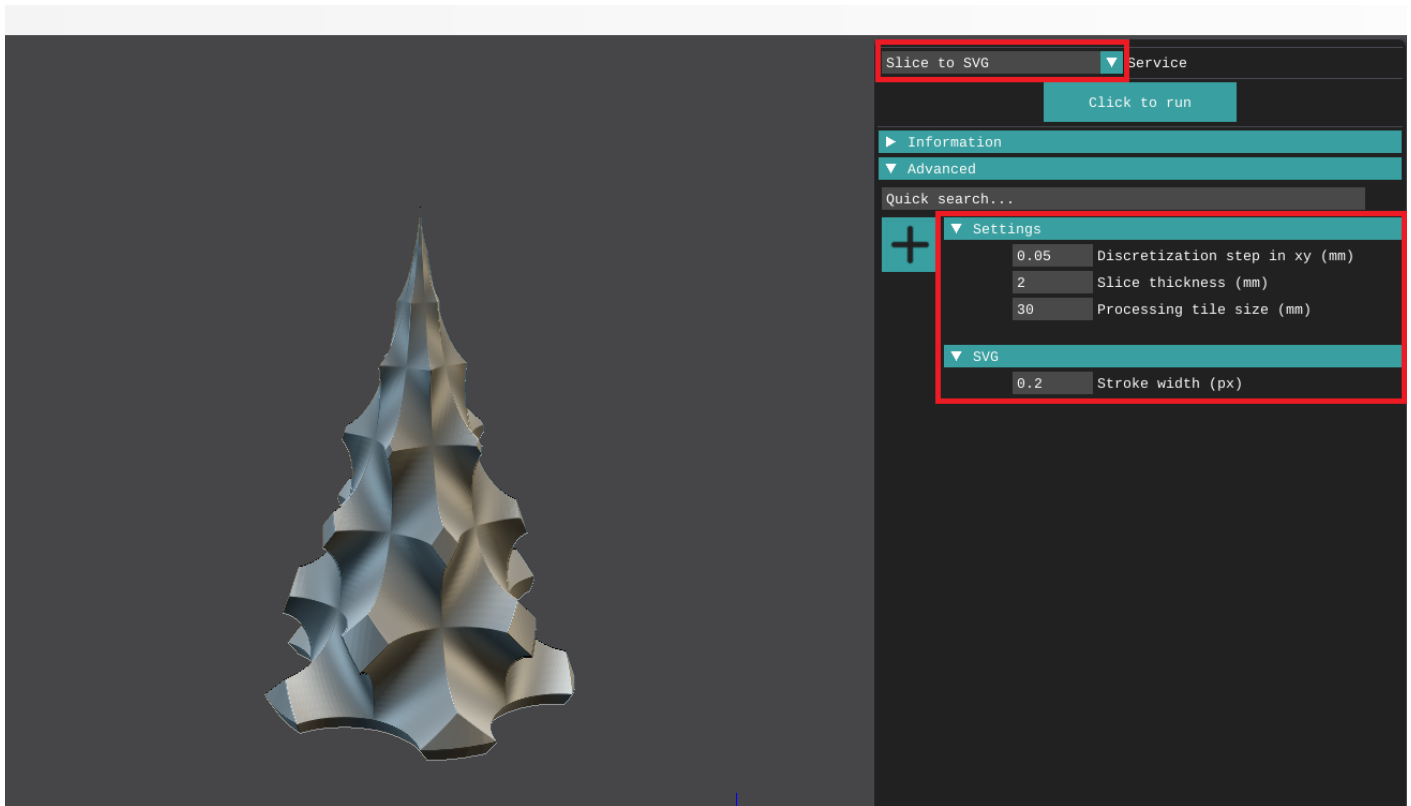 Slice to SVG Service
Click to run
Information
Advanced
Quick search...
Settings
0.05 Discretization step in xy (mm)
2 Slice thickness (mm)
30 Processing tile size (mm)
SVG
0.2 Stroke width (px)